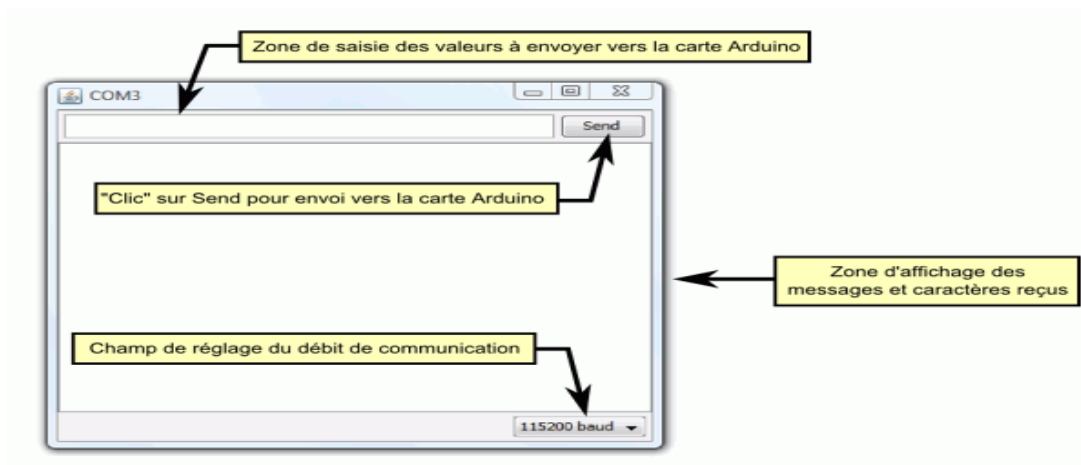 Zone de saisie des valeurs à envoyer vers la carte Arduino
COM3
Send
"Clic" sur Send pour envoi vers la carte Arduino
Zone d'affichage des
messages et caractères reçus
Champ de réglage du débit de communication
115200 baud